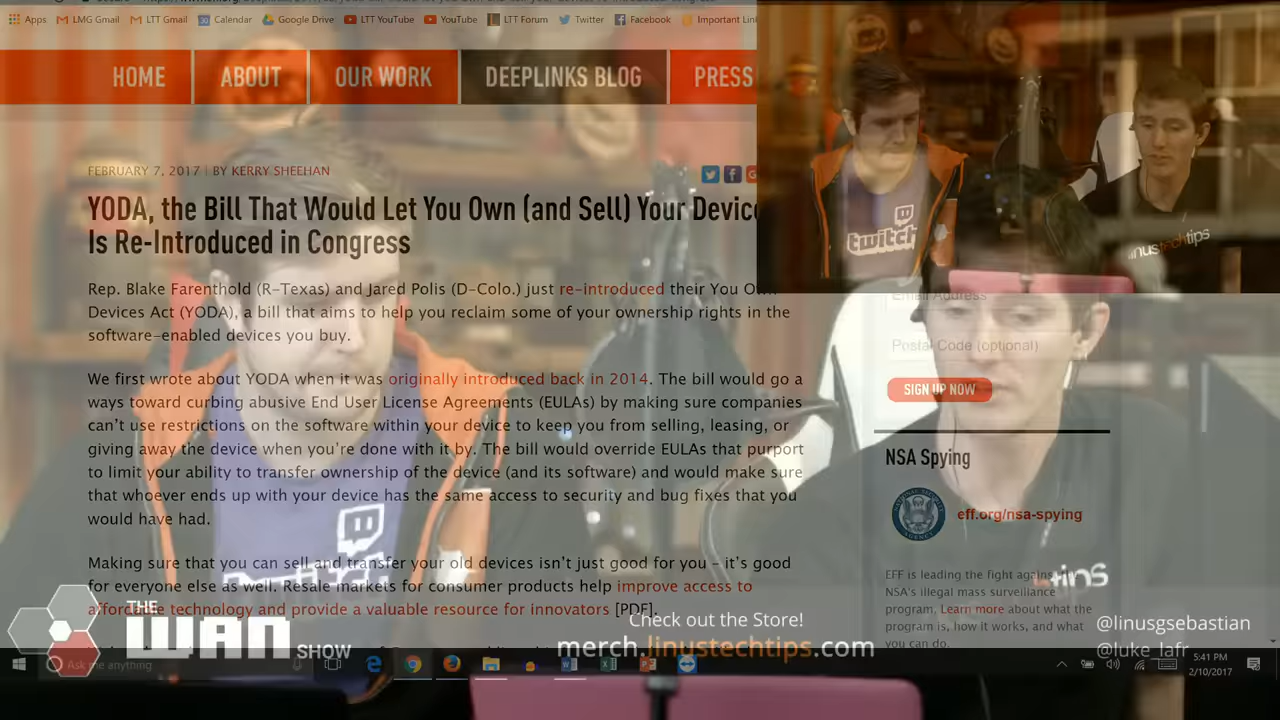 Apps LMG Gmail LTT Gmail Calendar Google Drive LTT YouTube YouTube LTT Forum Twitter Facebook Important Lin
HOME ABOUT OUR WORK DEEPLINKS BLOG PRESS
FEBRUARY 7, 2017 | BY KERRY SHEEHAN
YODA, the Bill That Would Let You Own (and Sell) Your Device
Is Re-Introduced in Congress
Rep. Blake Farenthold (R-Texas) and Jared Polis (D-Colo.) just re-introduced their You Own
Devices Act (YODA), a bill that aims to help you reclaim some of your ownership rights in the
software-enabled devices you buy.
We first wrote about YODA when it was originally introduced back in 2014. The bill would go a
ways toward curbing abusive End User License Agreements (EULAs) by making sure companies
can't use restrictions on the software within your device to keep you from selling, leasing, or
giving away the device when you're done with it by. The bill would override EULAs that purport
to limit your ability to transfer ownership of the device (and its software) and would make sure
that whoever ends up with your device has the same access to security and bug fixes that you
would have had.
Making sure that you can sell and transfer your old devices isn't just good for you – it's good
for everyone else as well. Resale markets for consumer products help improve access to
affordable technology and provide a valuable resource for innovators [PDF].
twitch
linustechtips
Email Address
Postal Code (optional)
SIGN UP NOW
NSA Spying
eff.org/nsa-spying
EFF is leading the fight against
NSA's illegal mass surveillance
program. Learn more about what the
program is, how it works, and what
you can do.
twitch
tips
THE
WAN SHOW
Check out the Store!
merch.linustechtips.com
@linusgsebastian
@luke_lafr
Ask me anything
5:41 PM
2/10/2017